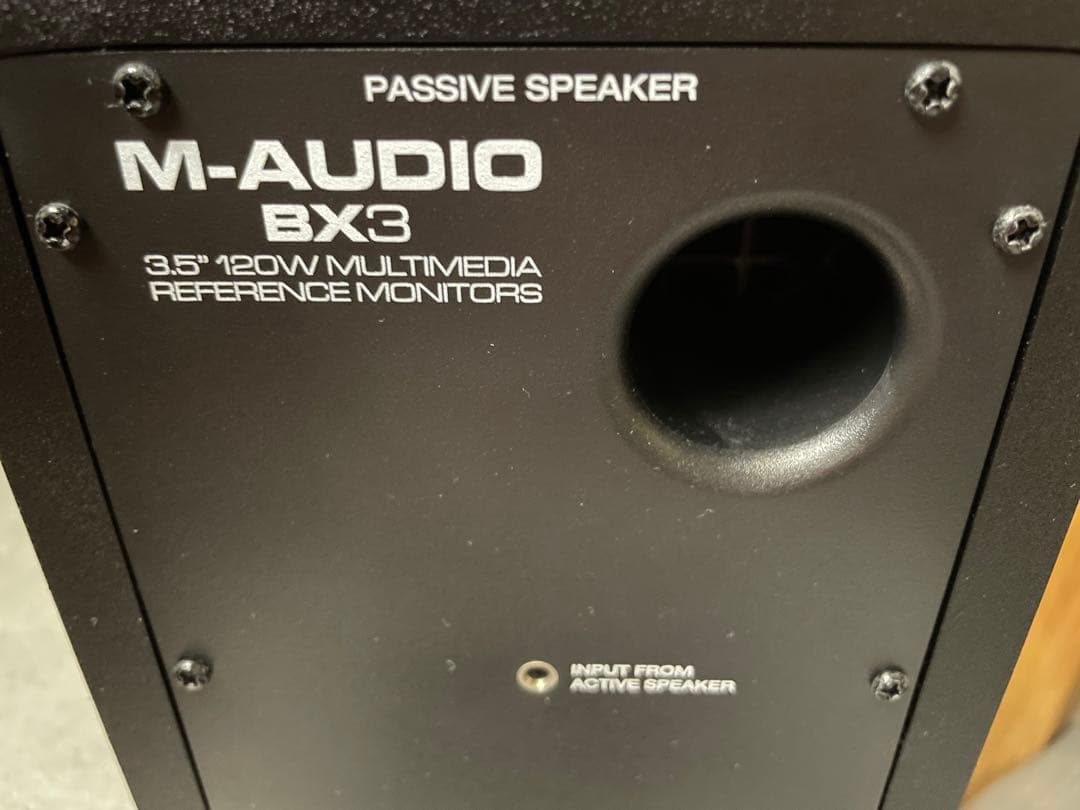 PASSIVE SPEAKER
M-AUDIO
BX3
3.5" 120W MULTIMEDIA
REFERENCE MONITORS
INPUT FROM
ACTIVE SPEAKER